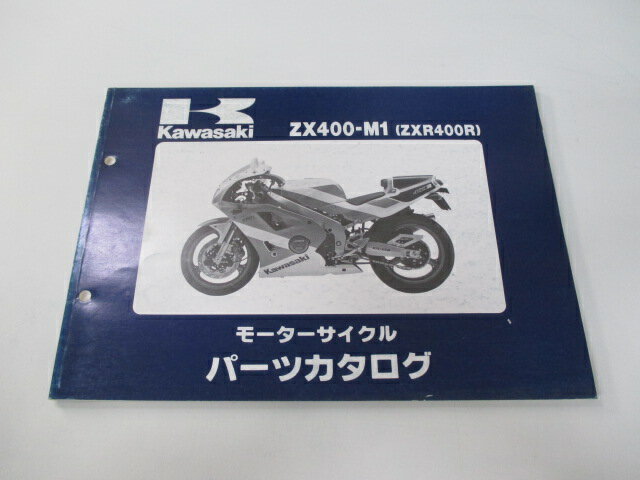 Kawasaki
ZX400-M1 (ZXR400R)
Kawasaki
モーターサイクル
パーツカタログ